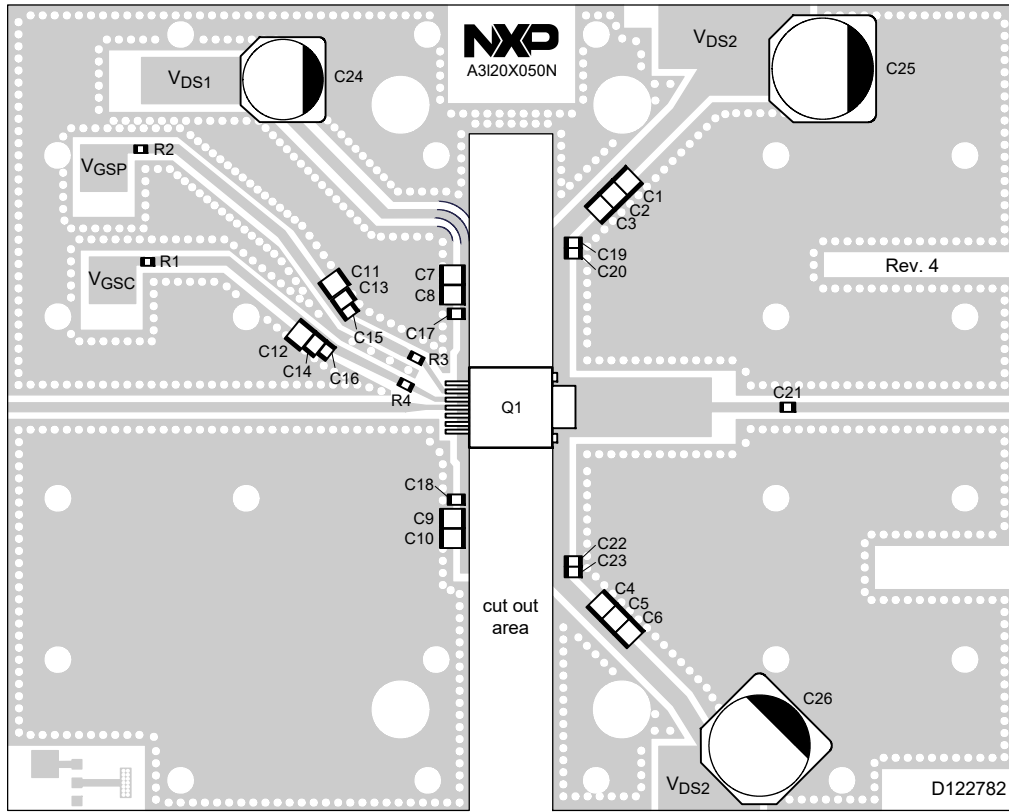 NXP
A3I20X050N
VDS1
C24
VDS2
C25
VGSP
R2
VGSC
R1
C1
C2
C3
C19
C20
Rev. 4
C11
C13
C15
C7
C8
C17
C12
C14
C16
R3
R4
Q1
C21
C18
C9
C10
C22
C23
C4
C5
C6
cut out
area
C26
VDS2
D122782